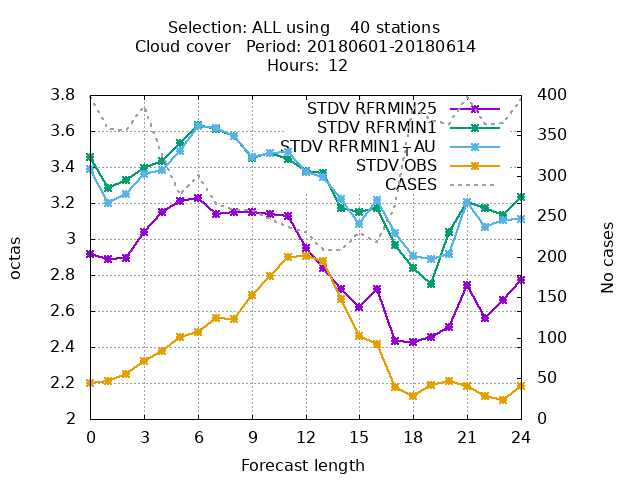 Selection: ALL using    40 stations
Cloud cover   Period: 20180601-20180614
Hours:  12
STDV RFRMIN25
STDV RFRMIN1
STDV RFRMIN1_+AU
STDV OBS
CASES
octas
3.8
3.6
3.4
3.2
3
2.8
2.6
2.4
2.2
2
No cases
400
350
300
250
200
150
100
50
0
0 3 6 9 12 15 18 21 24
Forecast length